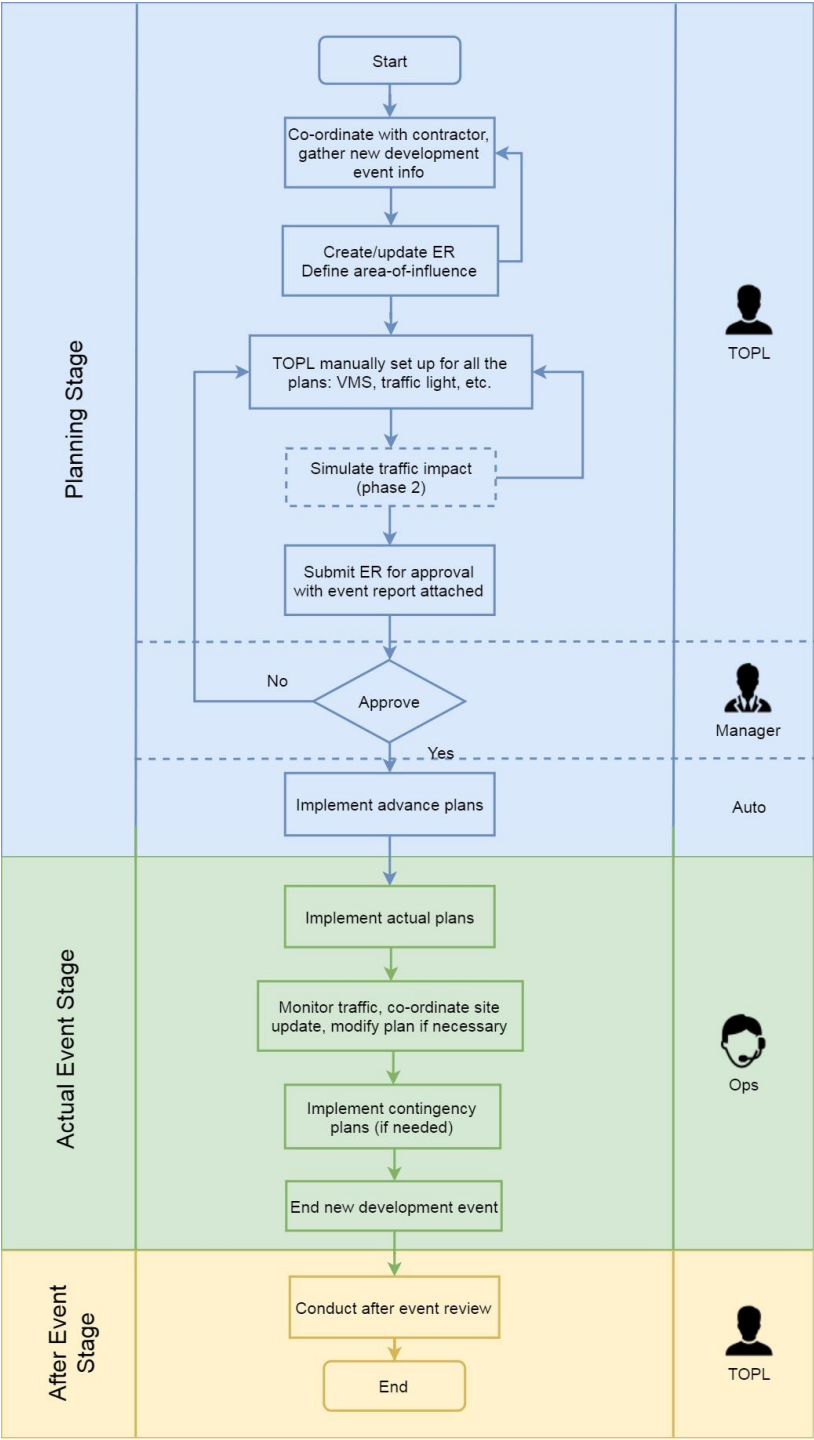 Start
Co-ordinate with contractor,
gather new development
event info
Create/update ER
Define area-of-influence
TOPL
Planning Stage
TOPL manually set up for all the
plans: VMS, traffic light, etc.
Simulate traffic impact
(phase 2)
Submit ER for approval
with event report attached
No
Approve
Manager
Yes
Implement advance plans
Auto
Implement actual plans
Actual Event Stage
Monitor traffic, co-ordinate site
update, modify plan if necessary
Ops
Implement contingency
plans (if needed)
End new development event
After Event
Stage
Conduct after event review
TOPL
End